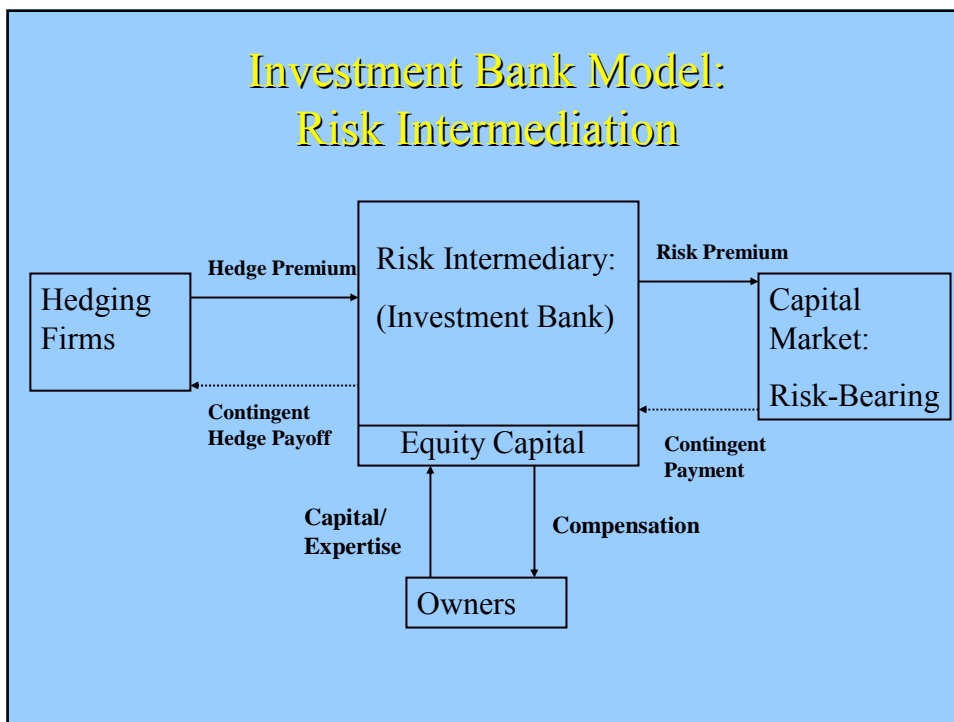 Investment Bank Model:
Risk Intermediation
Hedging
Firms
Hedge Premium
Contingent
Hedge Payoff
Risk Intermediary:
(Investment Bank)
Equity Capital
Risk Premium
Contingent
Payment
Capital
Market:
Risk-Bearing
Capital/
Expertise
Compensation
Owners